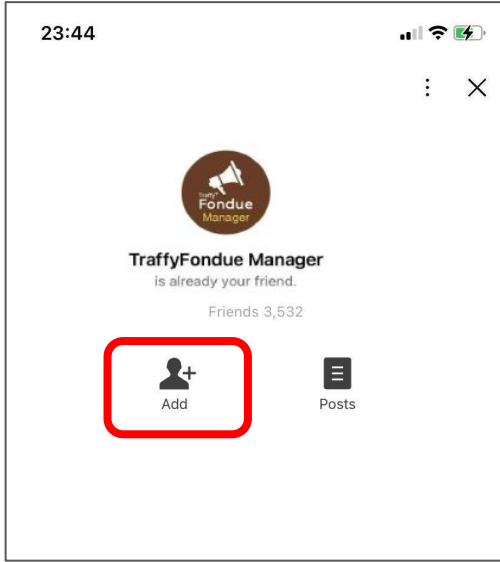 23:44
Traffy
Fondue
Manager
TraffyFondue Manager
is already your friend.
Friends 3,532
Add
Posts